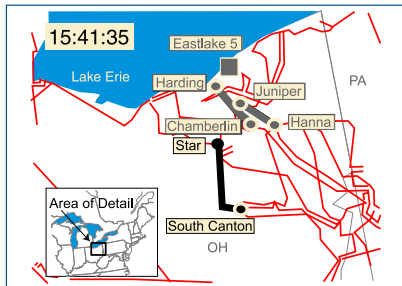 15:41:35
Eastlake 5
Lake Erie
Harding
Juniper
PA
Chamberlin
Hanna
Star
Area of Detail
South Canton
OH